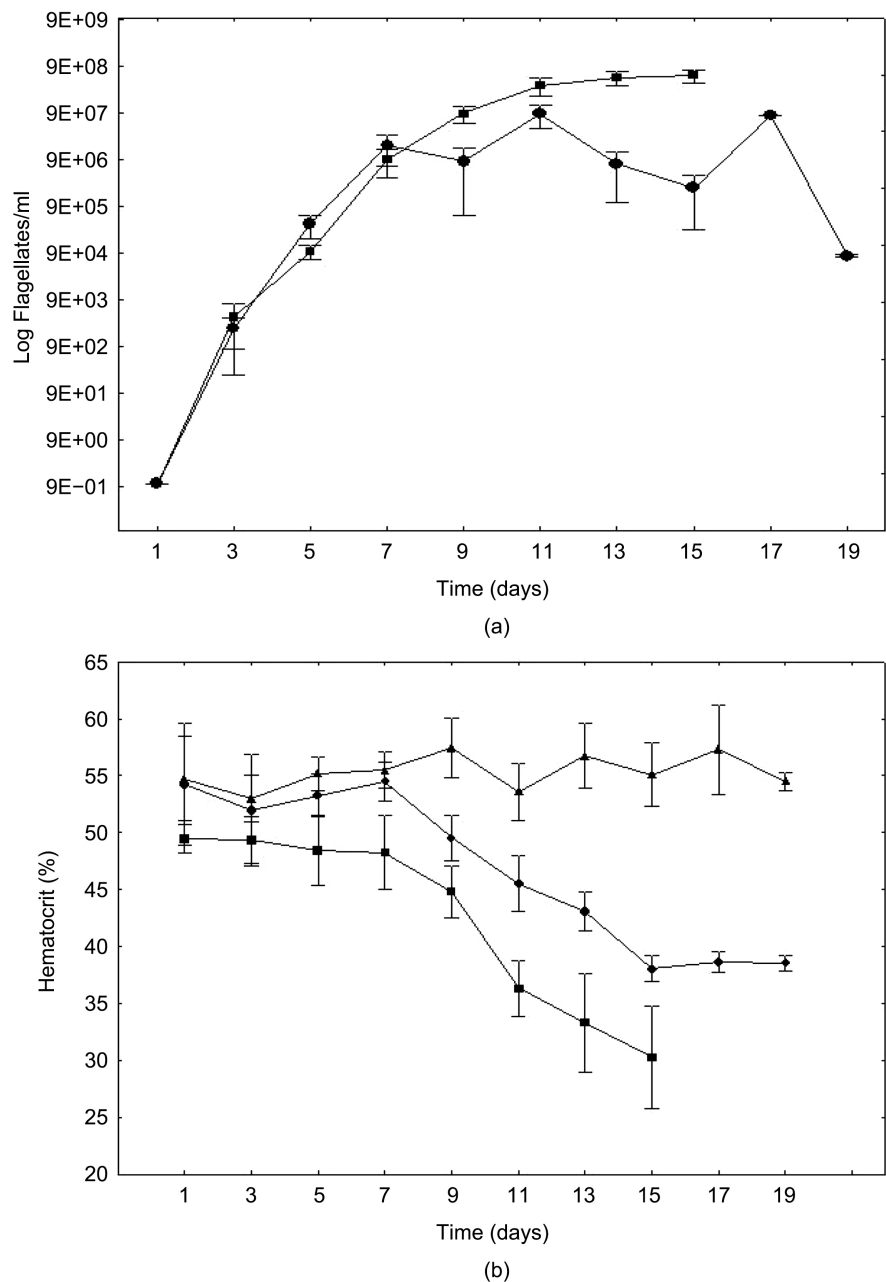 9E+09
9E+08
9E+07
9E+06
9E+05
9E+04
9E+03
9E+02
9E+01
9E+00
9E−01
Log Flagellates/ml
1 3 5 7 9 11 13 15 17 19
Time (days)
(a)
65
60
55
50
45
40
35
30
25
20
Hematocrit (%)
1 3 5 7 9 11 13 15 17 19
Time (days)
(b)